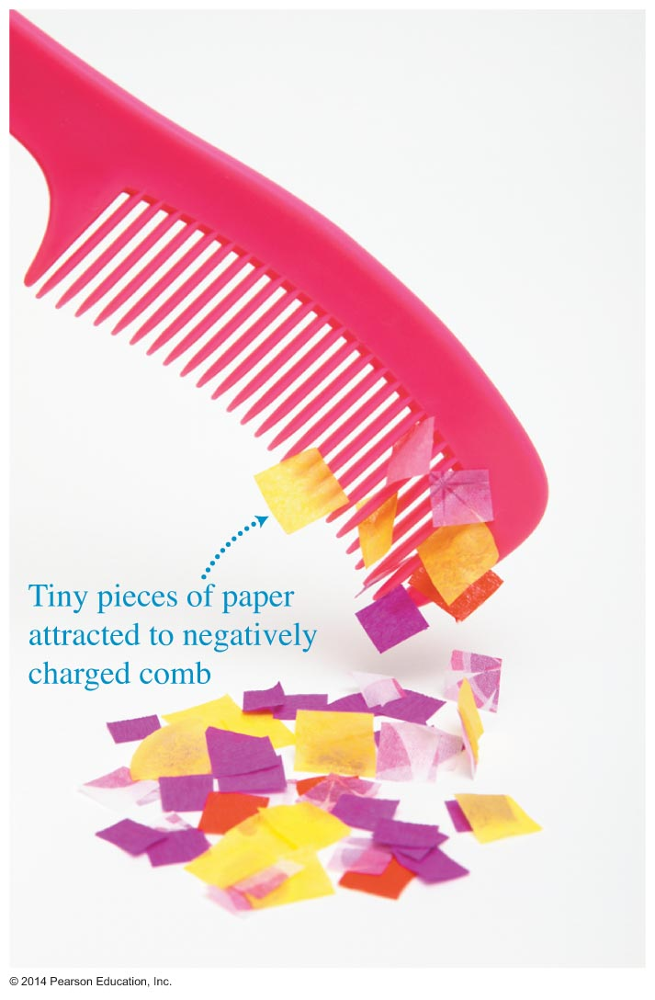 Tiny pieces of paper
attracted to negatively
charged comb
© 2014 Pearson Education, Inc.